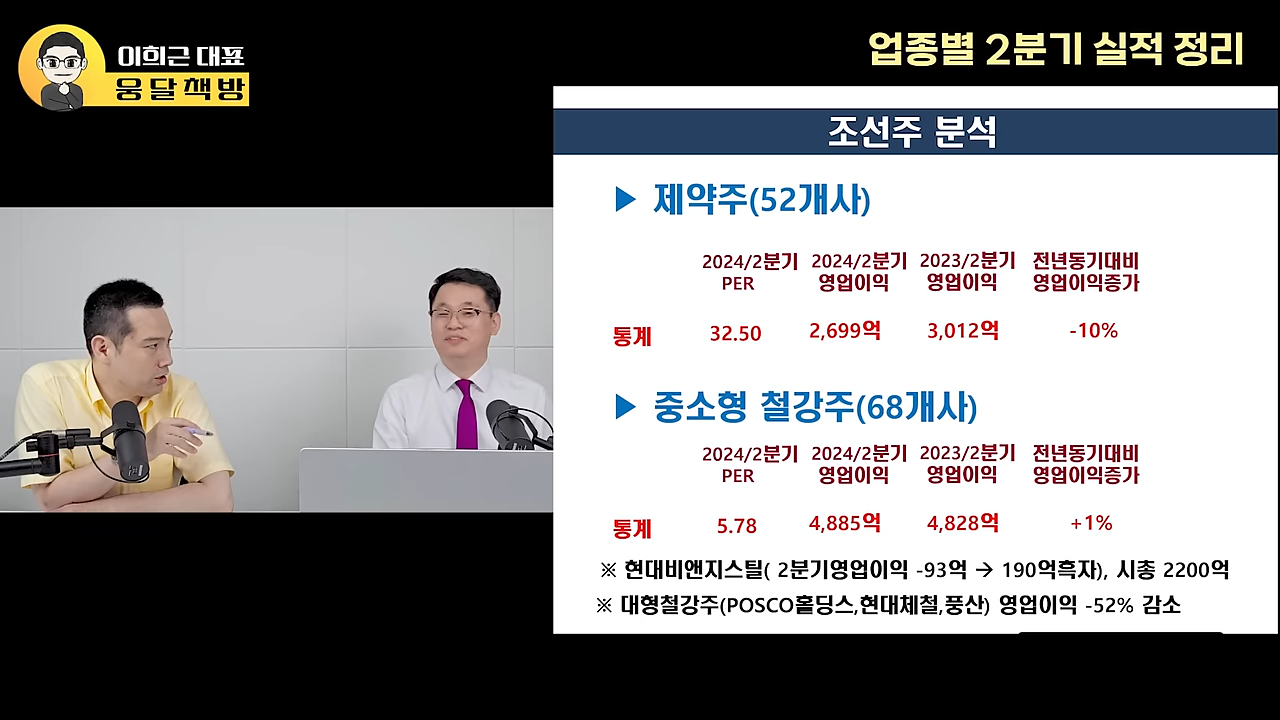 이희근 대표
웅달책방
업종별 2분기 실적 정리
조선주 분석
▶ 제약주(52개사)
2024/2분기 2024/2분기 2023/2분기 전년동기대비
PER 영업이익 영업이익 영업이익증가
통계 32.50 2,699억 3,012억 -10%
▶ 중소형 철강주(68개사)
2024/2분기 2024/2분기 2023/2분기 전년동기대비
PER 영업이익 영업이익 영업이익증가
통계 5.78 4,885억 4,828억 +1%
※ 현대비앤지스틸( 2분기영업이익 -93억 → 190억흑자), 시총 2200억
※ 대형철강주(POSCO홀딩스,현대체철,풍산) 영업이익 -52% 감소